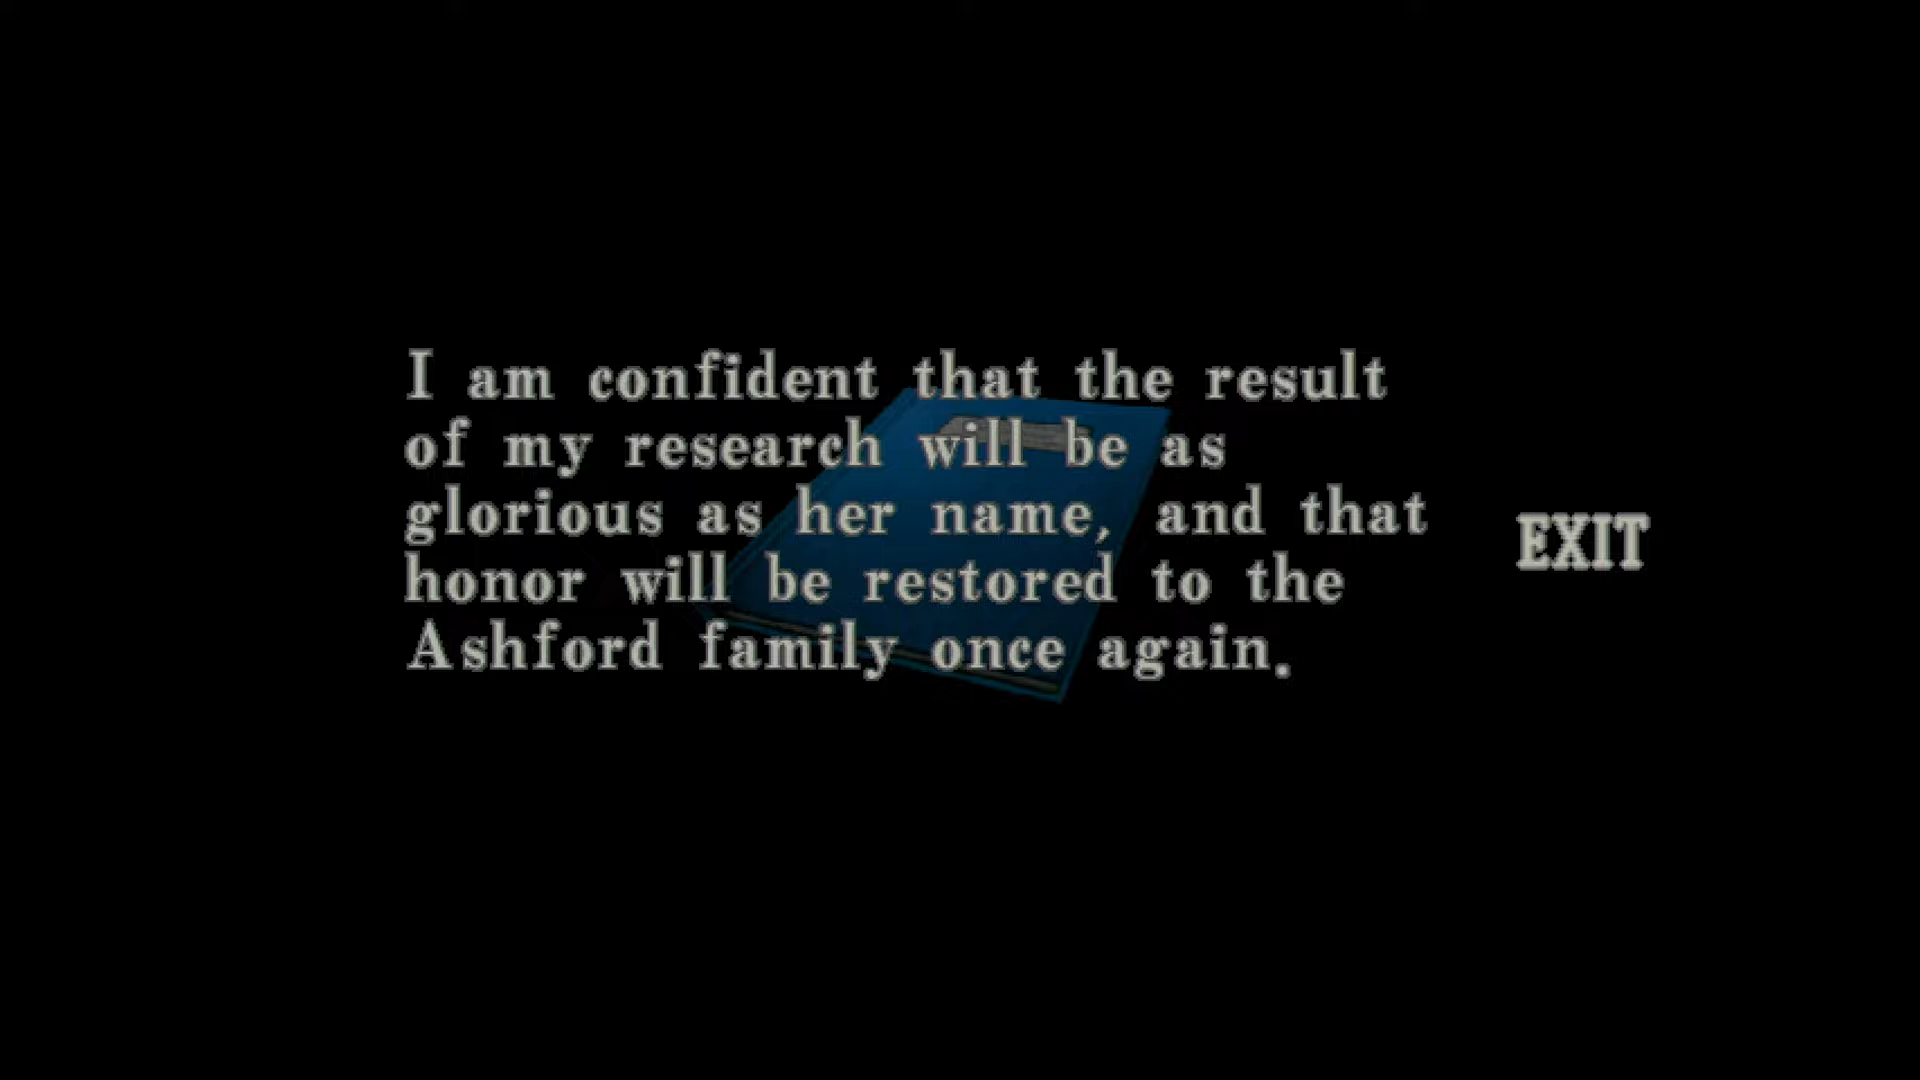 I am confident that the result
of my research will be as
glorious as her name, and that
honor will be restored to the
Ashford family once again.
EXIT